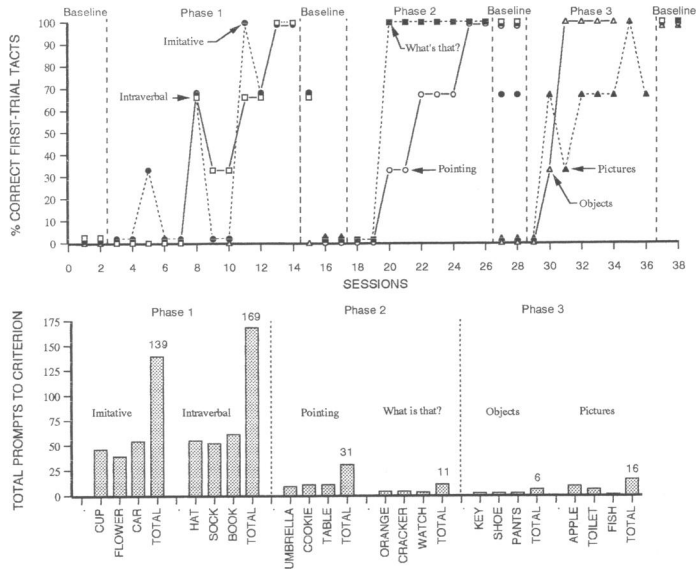 Baseline Phase 1 Baseline Phase 2 Baseline Phase 3 Baseline
% CORRECT FIRST-TRIAL TACTS
100
90
80
70
60
50
40
30
20
10
0
Imitative
Intraverbal
What's that?
Pointing
Pictures
Objects
0 2 4 6 8 10 12 14 16 18 20 22 24 26 28 30 32 34 36 38
SESSIONS
Phase 1 Phase 2 Phase 3
TOTAL PROMPTS TO CRITERION
175
150
125
100
75
50
25
0
139 169 31 11 6 16
Imitative Intraverbal Pointing What is that? Objects Pictures
CUP FLOWER CAR TOTAL HAT SOCK BOOK TOTAL UMBRELLA COOKIE TABLE TOTAL ORANGE CRACKER WATCH TOTAL KEY SHOE PANTS TOTAL APPLE TOILET FISH TOTAL